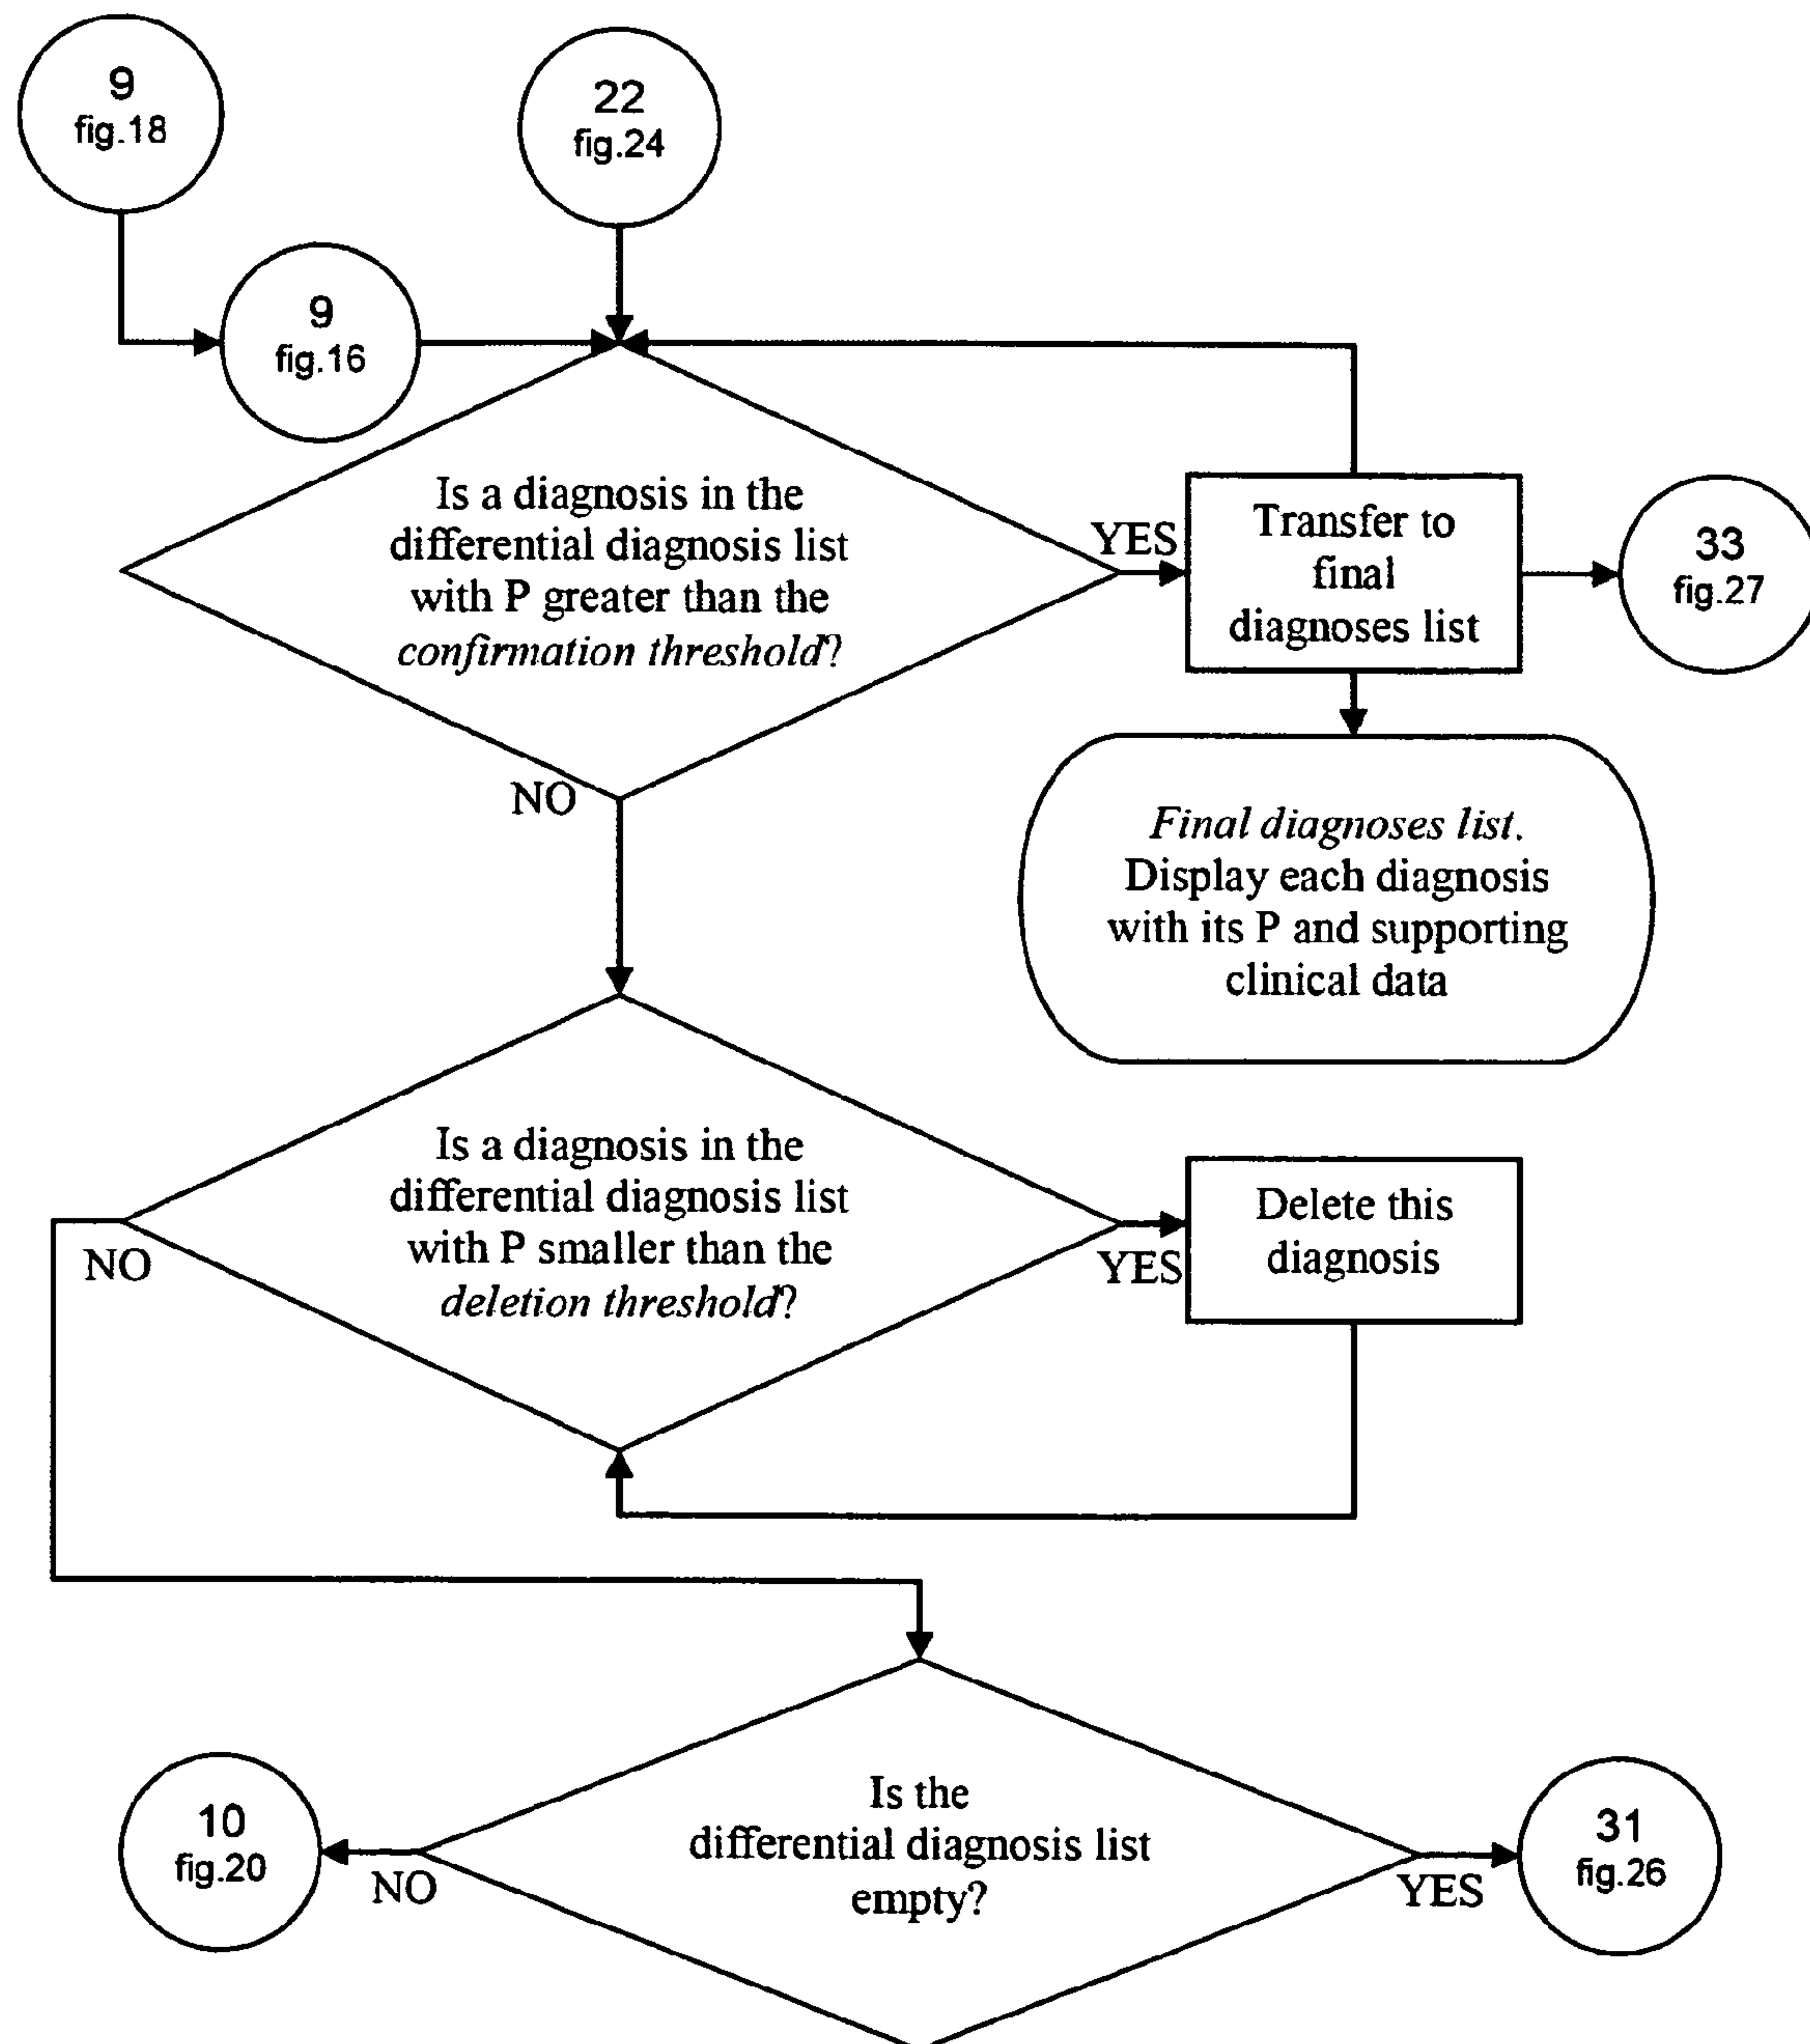 9
fig.18
22
fig.24
9
fig.16
Is a diagnosis in the
differential diagnosis list
with P greater than the
confirmation threshold?
YES
NO
Transfer to
final
diagnoses list
33
fig.27
Final diagnoses list.
Display each diagnosis
with its P and supporting
clinical data
Is a diagnosis in the
differential diagnosis list
with P smaller than the
deletion threshold?
NO
YES
Delete this
diagnosis
Is the
differential diagnosis list
empty?
NO
YES
10
fig.20
31
fig.26